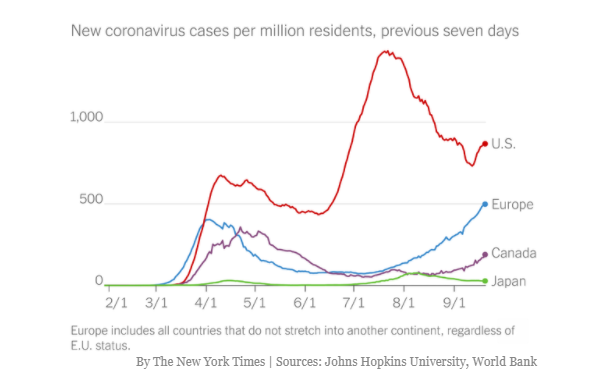 New coronavirus cases per million residents, previous seven days
1,000
U.S.
500
Europe
Canada
0
Japan
2/1 3/1 4/1 5/1 6/1 7/1 8/1 9/1
Europe includes all countries that do not stretch into another continent, regardless of
E.U. status.
By The New York Times | Sources: Johns Hopkins University, World Bank